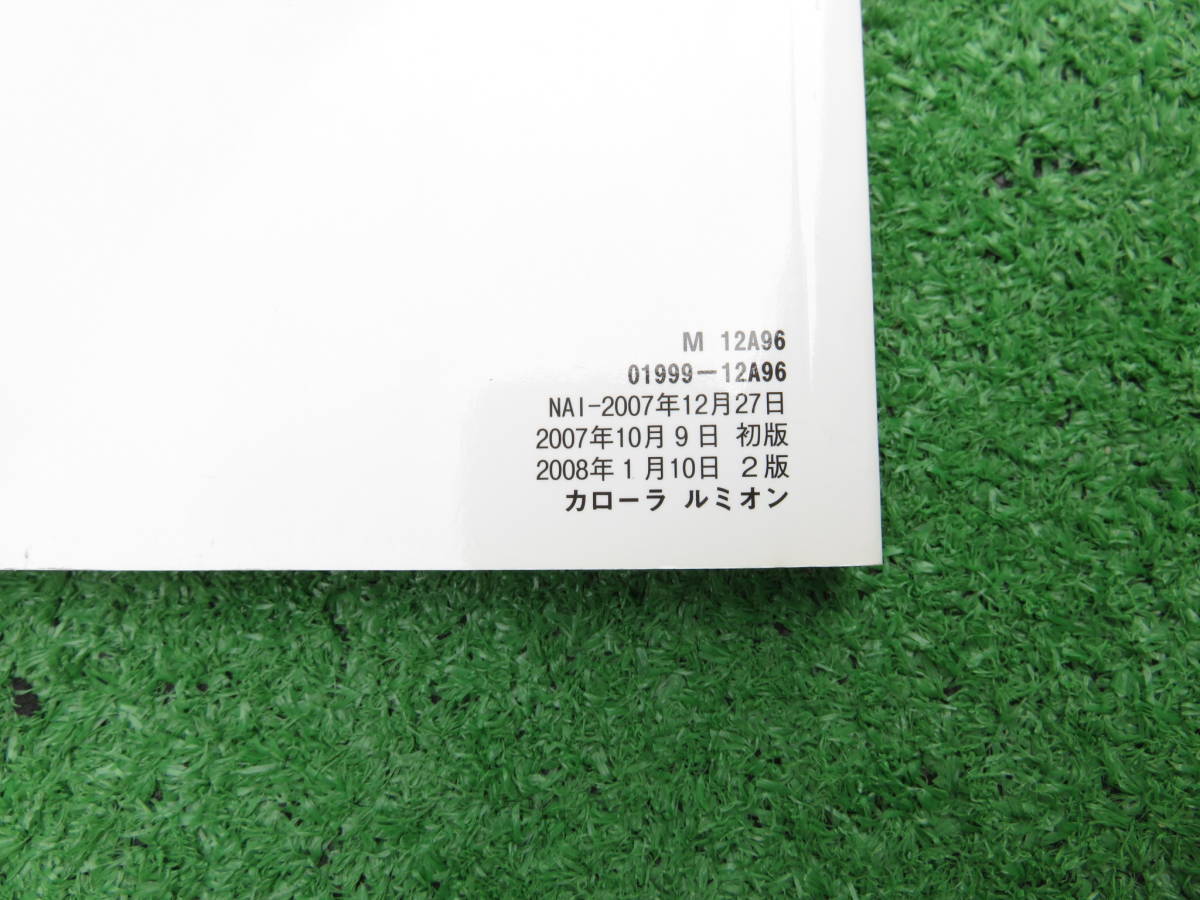 M 12A96
01999-12A96
NAI-2007年12月27日
2007年10月9日 初版
2008年1月10日 2版
カローラ ルミオン